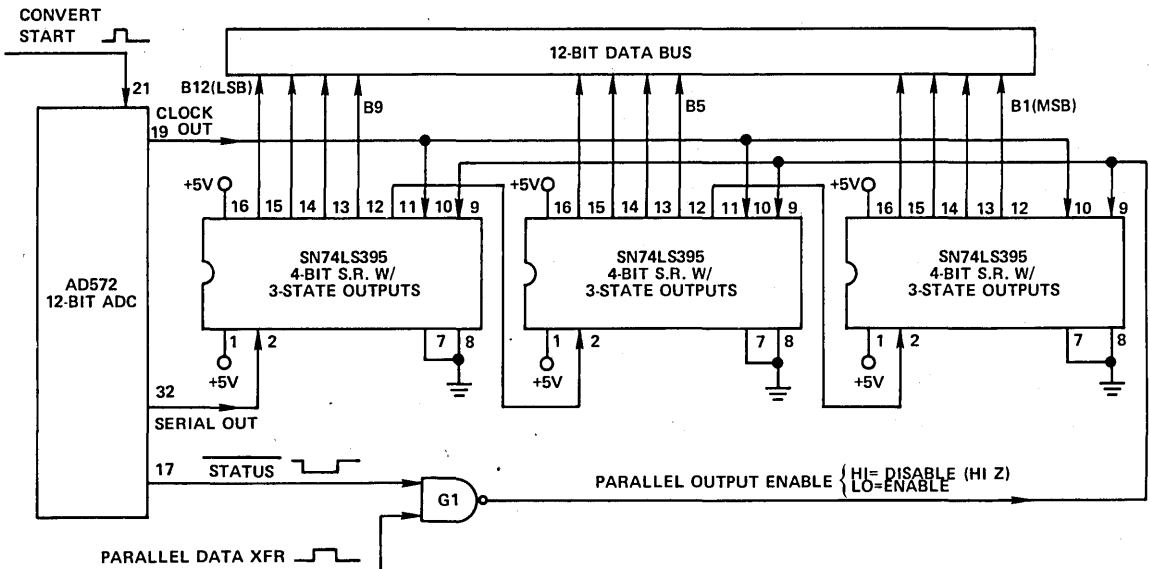 CONVERT
START
12-BIT DATA BUS
21
B12(LSB)
B9
B5
B1(MSB)
CLOCK
19 OUT
+5V
+5V
+5V
16 15 14 13 12 11 10 9
16 15 14 13 12 11 10 9
16 15 14 13 12 10 9
AD572
12-BIT ADC
SN74LS395
4-BIT S.R. W/
3-STATE OUTPUTS
SN74LS395
4-BIT S.R. W/
3-STATE OUTPUTS
SN74LS395
4-BIT S.R. W/
3-STATE OUTPUTS
1 2 7 8
1 2 7 8
1 2 7 8
+5V
+5V
+5V
32
SERIAL OUT
17
STATUS
G1
PARALLEL OUTPUT ENABLE
HI= DISABLE (HI Z)
LO=ENABLE
PARALLEL DATA XFR